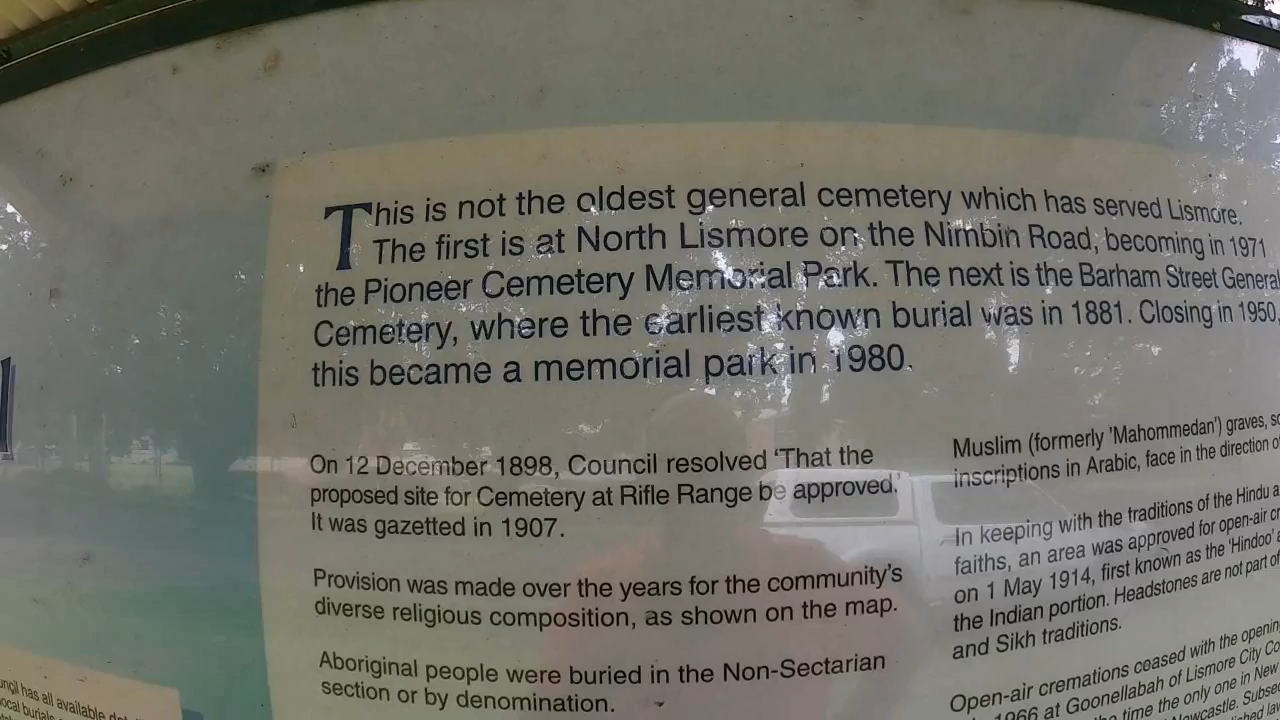 This is not the oldest general cemetery which has served Lismore.
The first is at North Lismore on the Nimbin Road, becoming in 1971
the Pioneer Cemetery Memorial Park. The next is the Barham Street General
Cemetery, where the earliest known burial was in 1881. Closing in 1950,
this became a memorial park in 1980.
On 12 December 1898, Council resolved 'That the
proposed site for Cemetery at Rifle Range be approved.'
It was gazetted in 1907.
Provision was made over the years for the community's
diverse religious composition, as shown on the map.
Aboriginal people were buried in the Non-Sectarian
section or by denomination.
Muslim (formerly 'Mahommedan') graves,
inscriptions in Arabic, face in the direction
In keeping with the traditions of the Hindu
faiths, an area was approved for open-air
on 1 May 1914, first known as the 'Hindoo'
the Indian portion. Headstones are not part of
and Sikh traditions.
Open-air cremations ceased with the
1966 at Goonellabah of Lismore City
time the only one in New
has all available